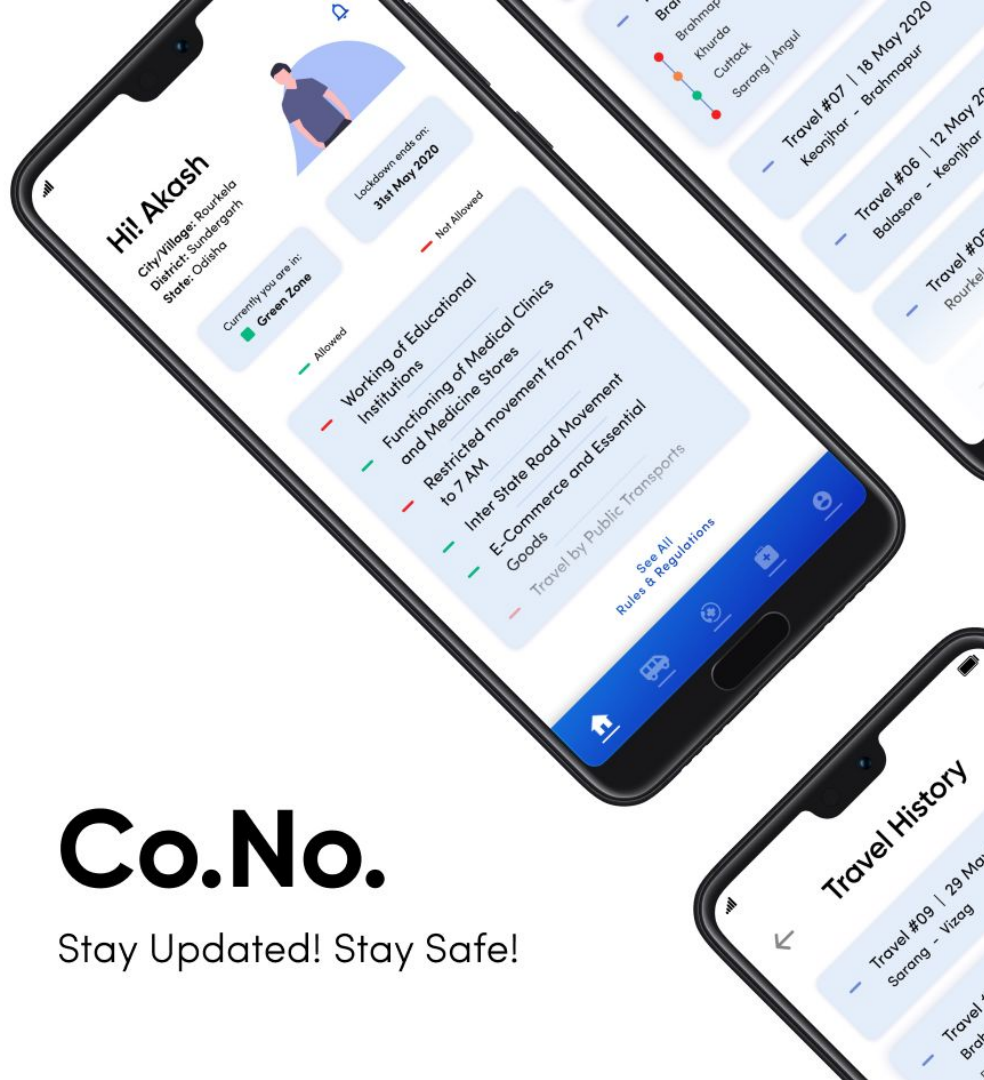 Hi! Akash
City/Village: Rourkela
District: Sundergarh
State: Odisha
Currently you are in:
Green Zone
Lockdown ends on:
31st May 2020
Allowed
Not Allowed
Working of Educational
Institutions
Functioning of Medical Clinics
and Medicine Stores
Restricted movement from 7 PM
to 7 AM
Inter State Road Movement
E-Commerce and Essential
Goods
Travel by Public Transports
See All
Rules & Regulations
Khurda
Cuttack
Sarang | Angul
Travel #07 | 18 May 2020
Keonjhar - Brahmapur
Travel #06 | 12 May
Balasore - Keonjhar
Travel
Travel History
Travel #09 | 29
Sarang - Vizag
Travel
Co.No.
Stay Updated! Stay Safe!